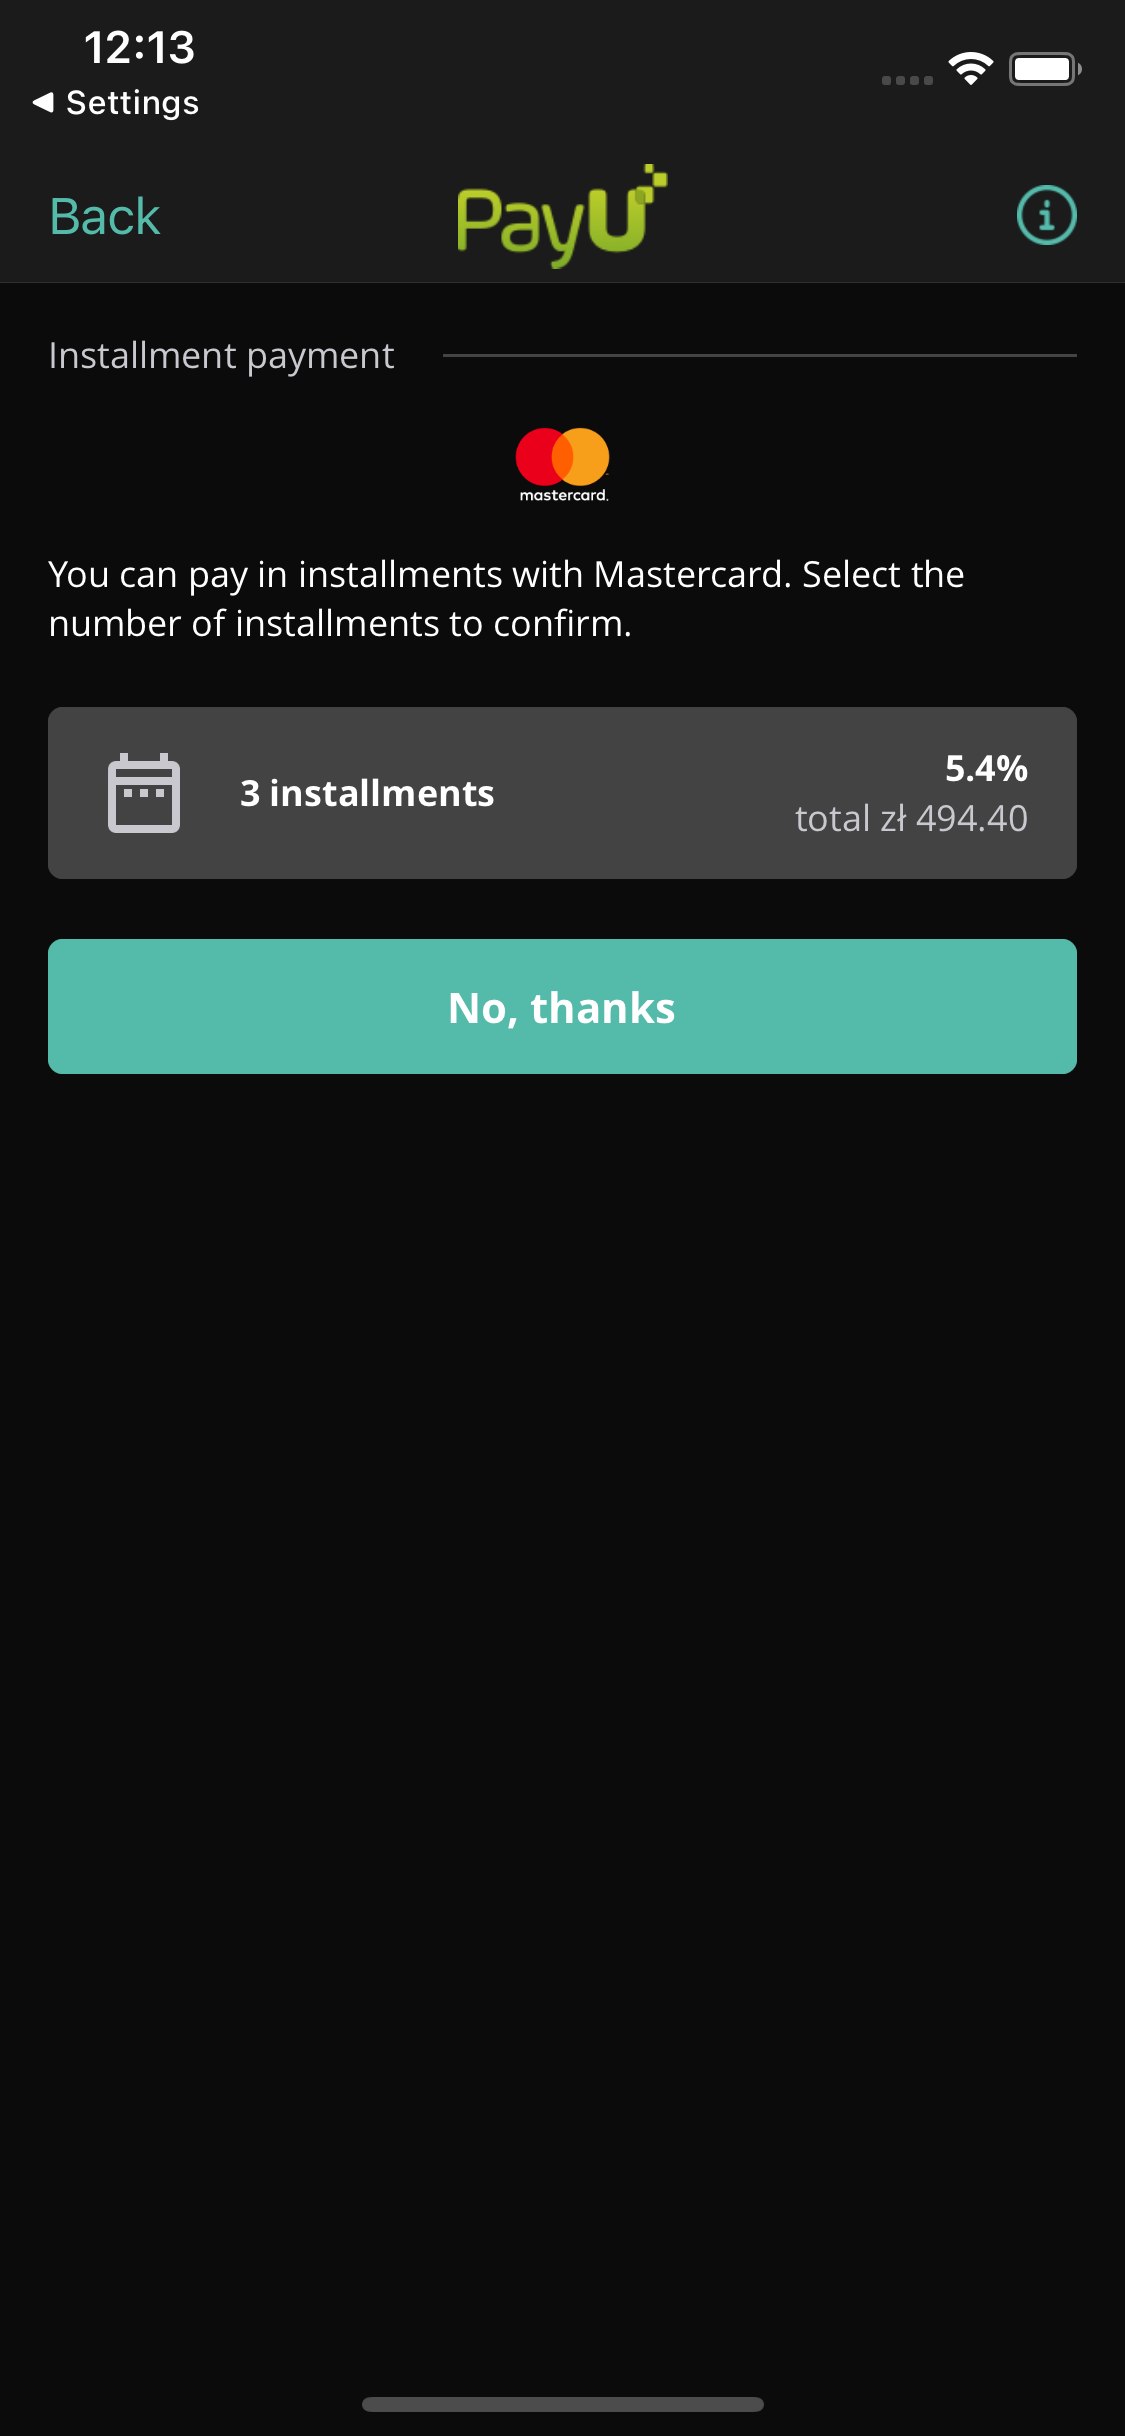 12:13
Settings
Back
PayU
Installment payment
mastercard.
You can pay in installments with Mastercard. Select the
number of installments to confirm.
3 installments
5.4%
total zł 494.40
No, thanks